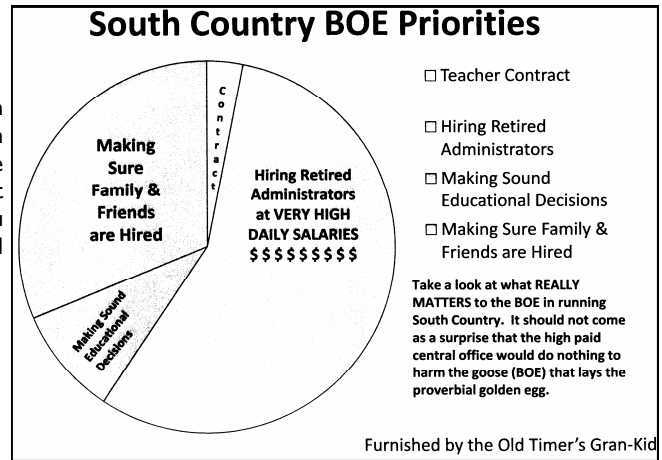 South Country BOE Priorities
Contract
Making
Sure
Family &
Friends
are Hired
Hiring Retired
Administrators
at VERY HIGH
DAILY SALARIES
$ $ $ $ $ $ $ $ $
Making Sound
Educational
Decisions
Teacher Contract
Hiring Retired
Administrators
Making Sound
Educational Decisions
Making Sure Family &
Friends are Hired
Take a look at what REALLY
MATTERS to the BOE in running
South Country. It should not come
as a surprise that the high paid
central office would do nothing to
harm the goose (BOE) that lays the
proverbial golden egg.
Furnished by the Old Timer's Gran-Kid